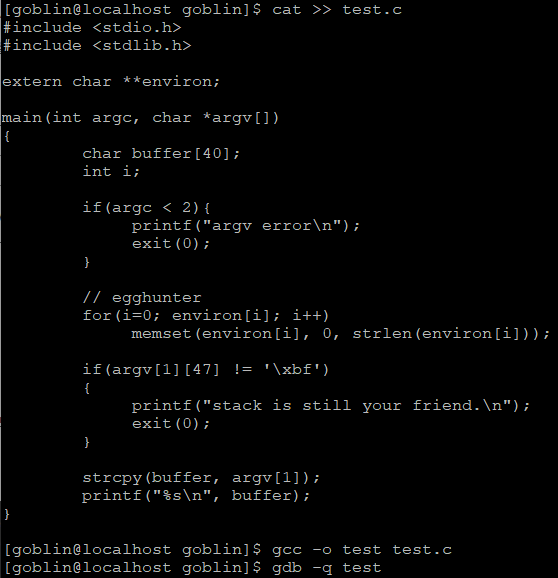 [goblin@localhost goblin]$ cat >> test.c
#include <stdio.h>
#include <stdlib.h>

extern char **environ;

main(int argc, char *argv[])
{
        char buffer[40];
        int i;

        if(argc < 2){
             printf("argv error\n");
             exit(0);
        }

        // egghunter
        for(i=0; environ[i]; i++)
             memset(environ[i], 0, strlen(environ[i]));

        if(argv[1][47] != '\xbf')
        {
             printf("stack is still your friend.\n");
             exit(0);
        }

        strcpy(buffer, argv[1]);
        printf("%s\n", buffer);
}

[goblin@localhost goblin]$ gcc -o test test.c
[goblin@localhost goblin]$ gdb -q test